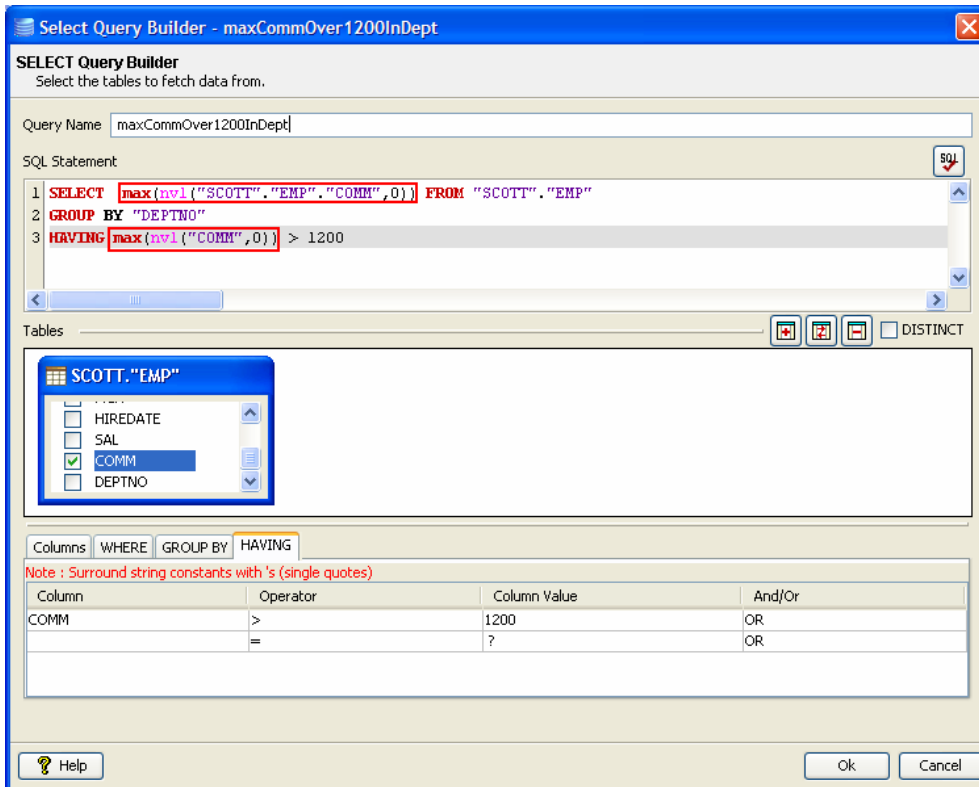 Select Query Builder - maxCommOver1200InDept
SELECT Query Builder
Select the tables to fetch data from.
Query Name maxCommOver1200InDept
SQL Statement
SQL
1 SELECT max(nvl("SCOTT"."EMP"."COMM",0)) FROM "SCOTT"."EMP"
2 GROUP BY "DEPTNO"
3 HAVING max(nvl("COMM",0)) > 1200
Tables DISTINCT
SCOTT."EMP"
HIREDATE
SAL
COMM
DEPTNO
Columns WHERE GROUP BY HAVING
Note : Surround string constants with 's (single quotes)
Column Operator Column Value And/Or
COMM > 1200 OR
= ? OR
Help Ok Cancel